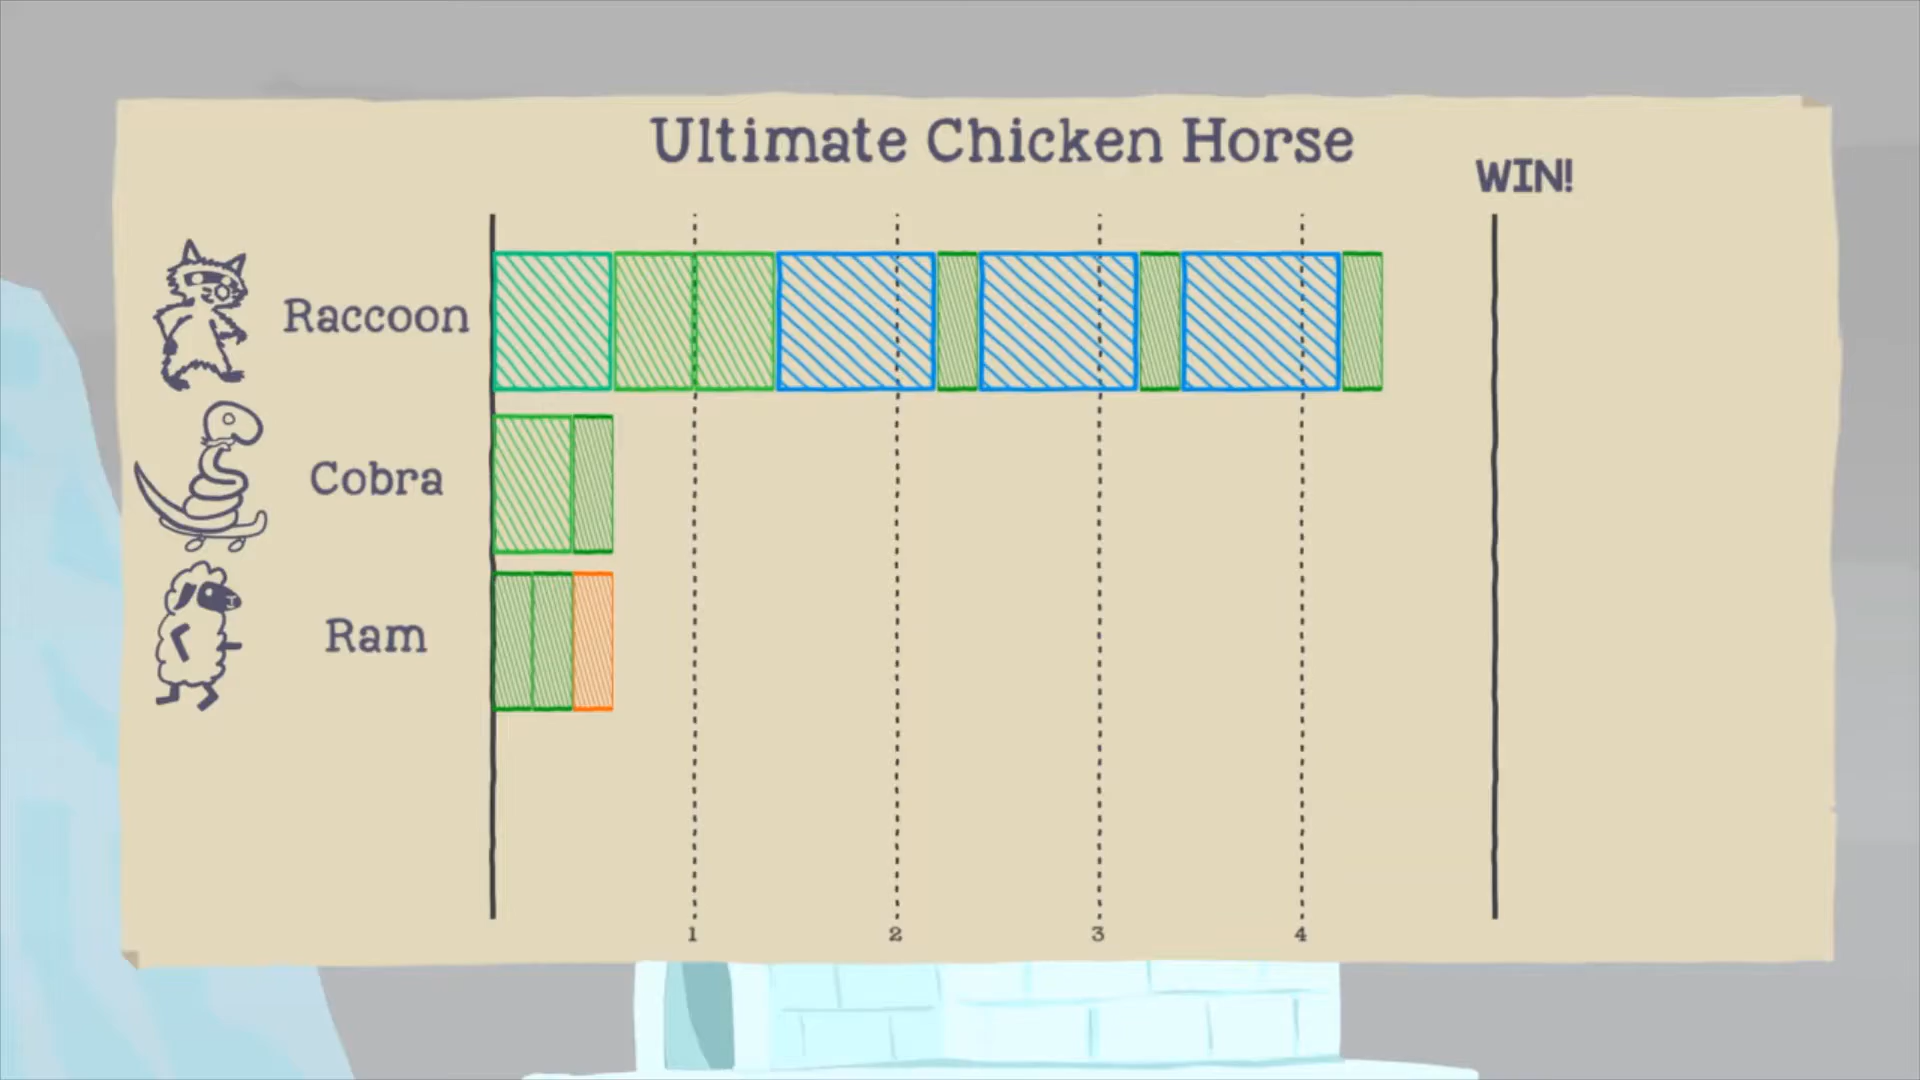 Ultimate Chicken Horse
WIN!
Raccoon
Cobra
Ram
1 2 3 4